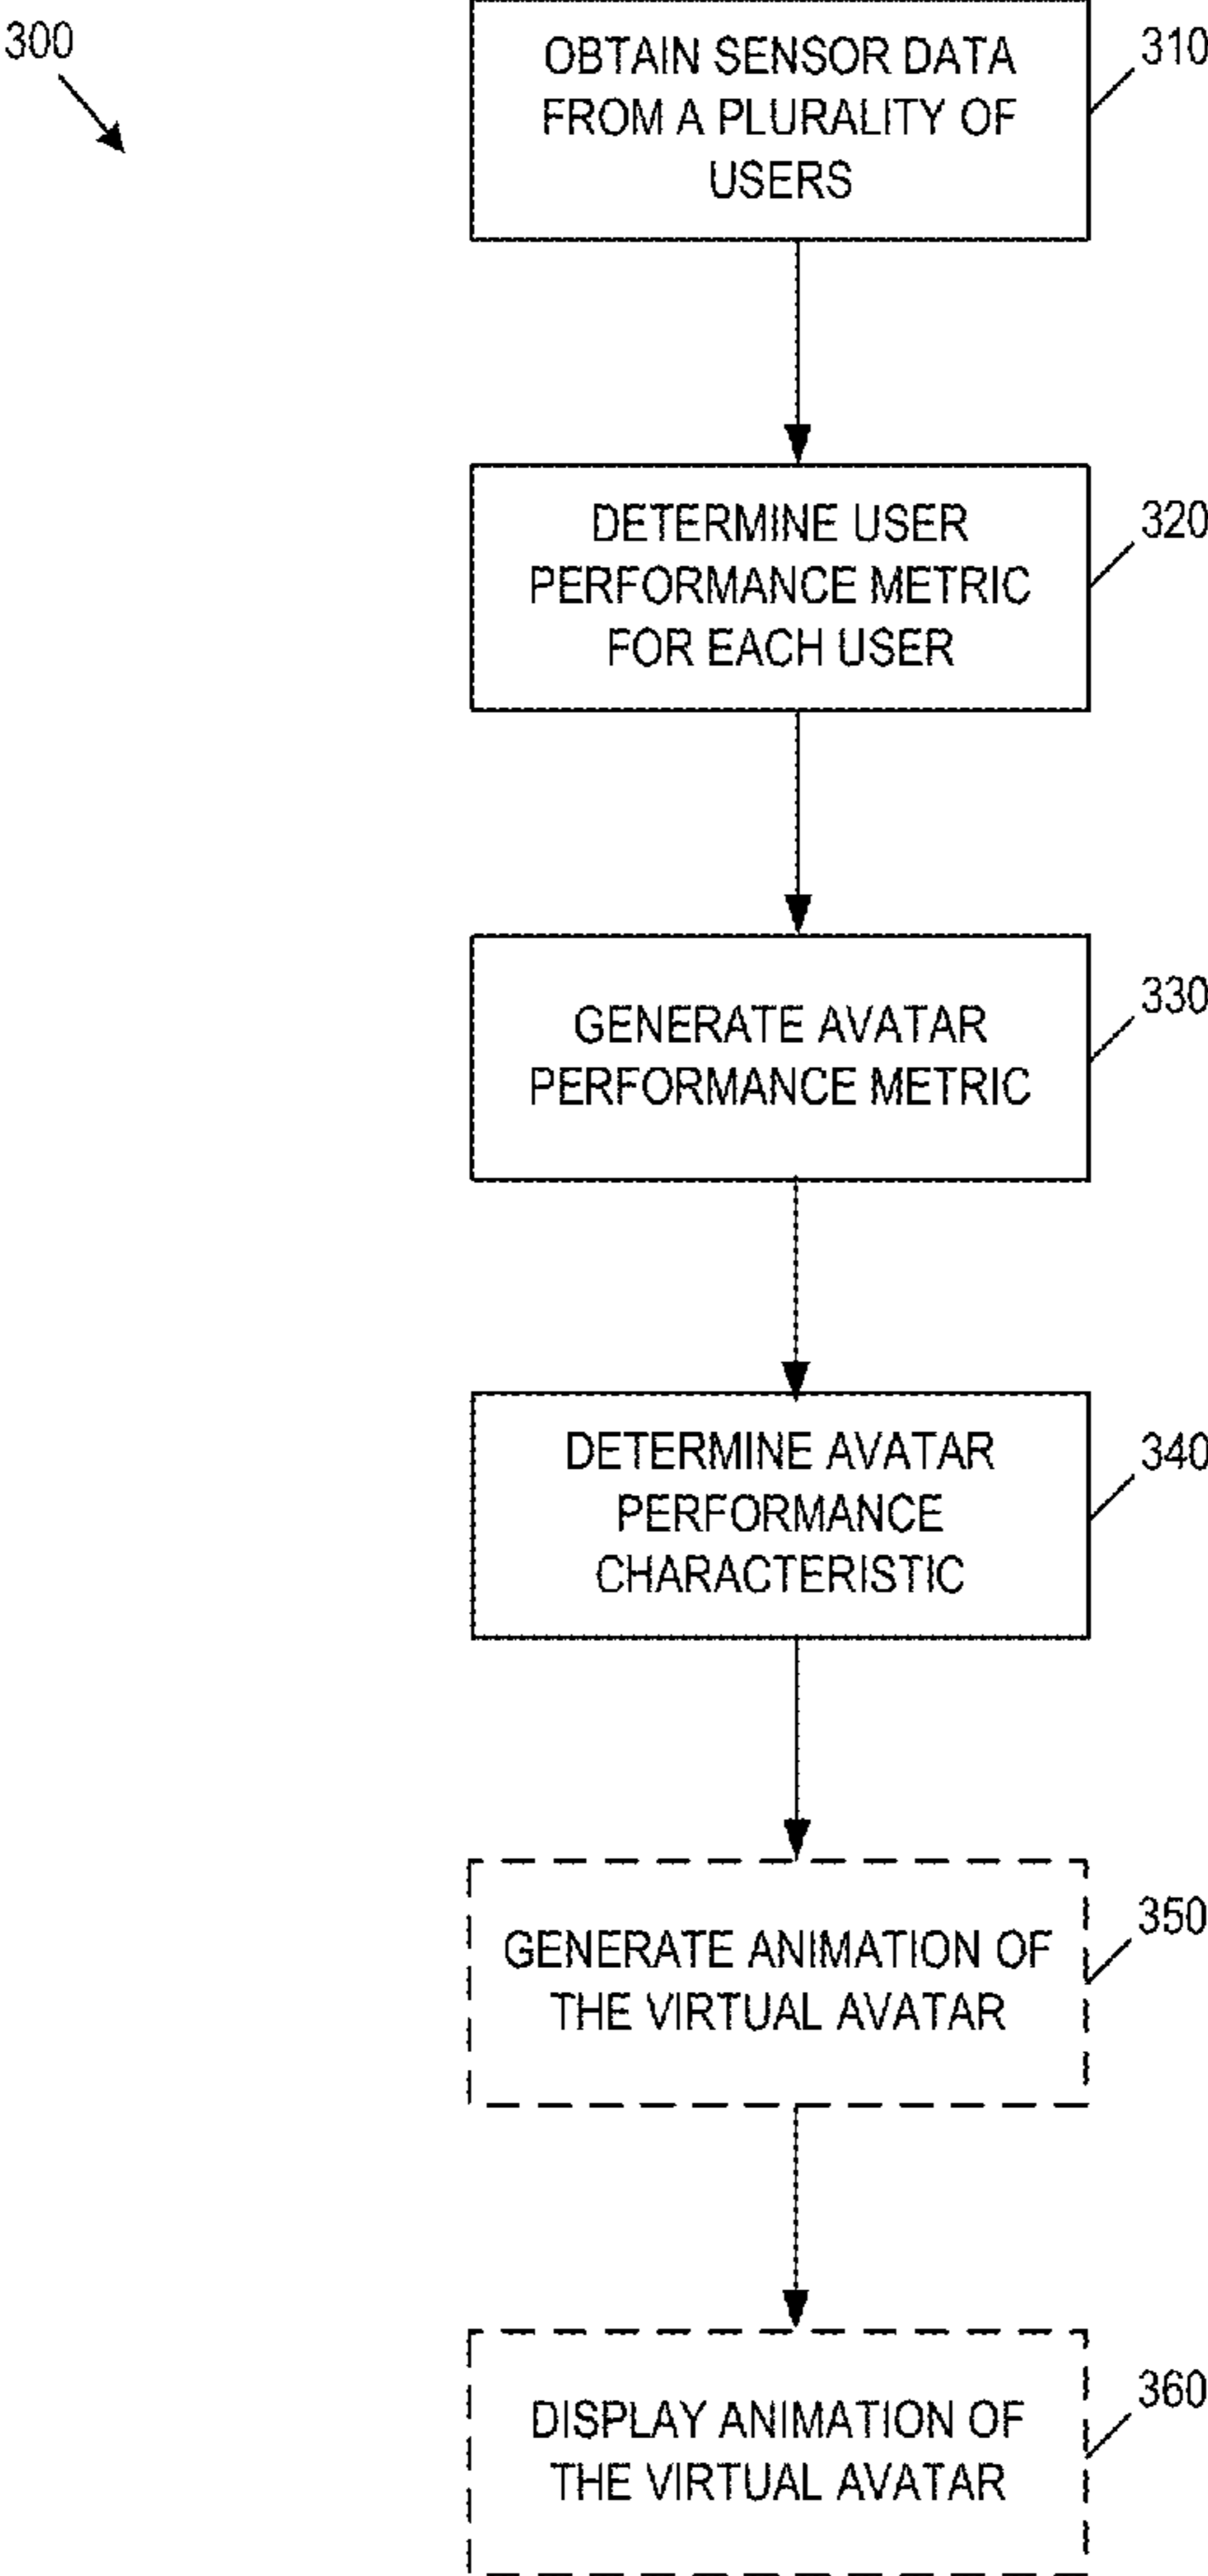 300
OBTAIN SENSOR DATA
FROM A PLURALITY OF
USERS
310
DETERMINE USER
PERFORMANCE METRIC
FOR EACH USER
320
GENERATE AVATAR
PERFORMANCE METRIC
330
DETERMINE AVATAR
PERFORMANCE
CHARACTERISTIC
340
GENERATE ANIMATION OF
THE VIRTUAL AVATAR
350
DISPLAY ANIMATION OF
THE VIRTUAL AVATAR
360